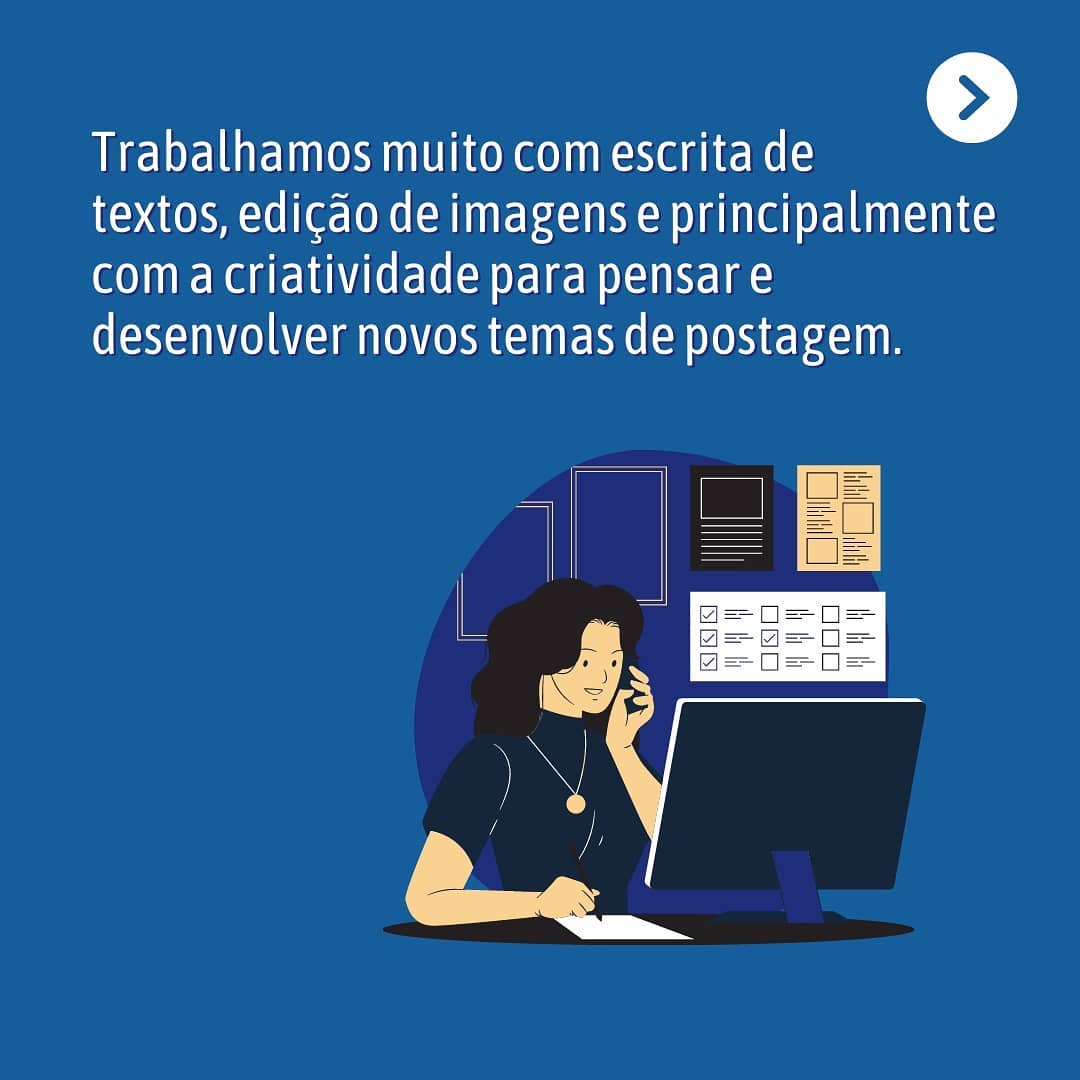 Trabalhamos muito com escrita de
textos, edição de imagens e principalmente
com a criatividade para pensar e
desenvolver novos temas de postagem.